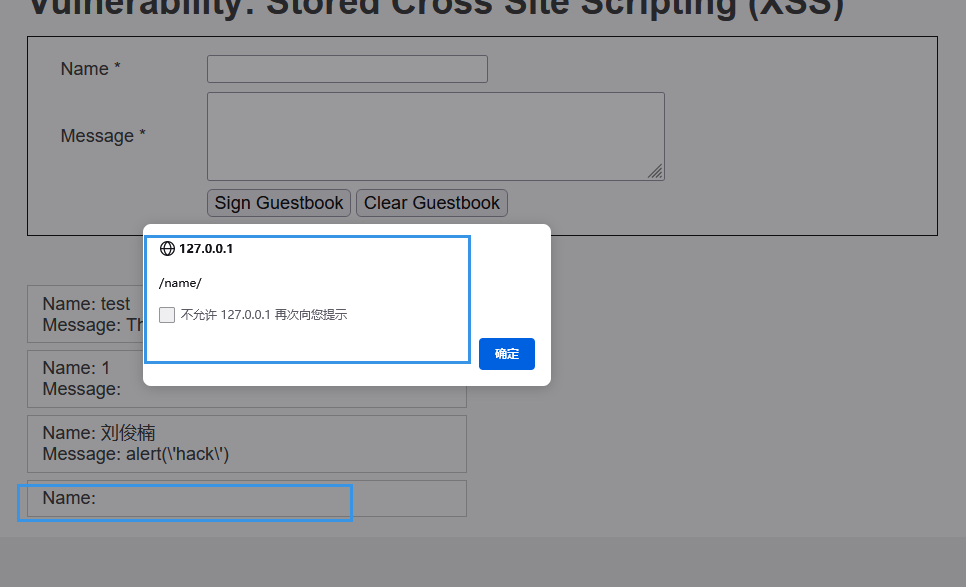 Vulnerability: Stored Cross Site Scripting (XSS)
Name *
Message *
Sign Guestbook Clear Guestbook
127.0.0.1
/name/
不允许 127.0.0.1 再次向您提示
确定
Name: test
Message: Th
Name: 1
Message:
Name: 刘俊楠
Message: alert(\'hack\')
Name: